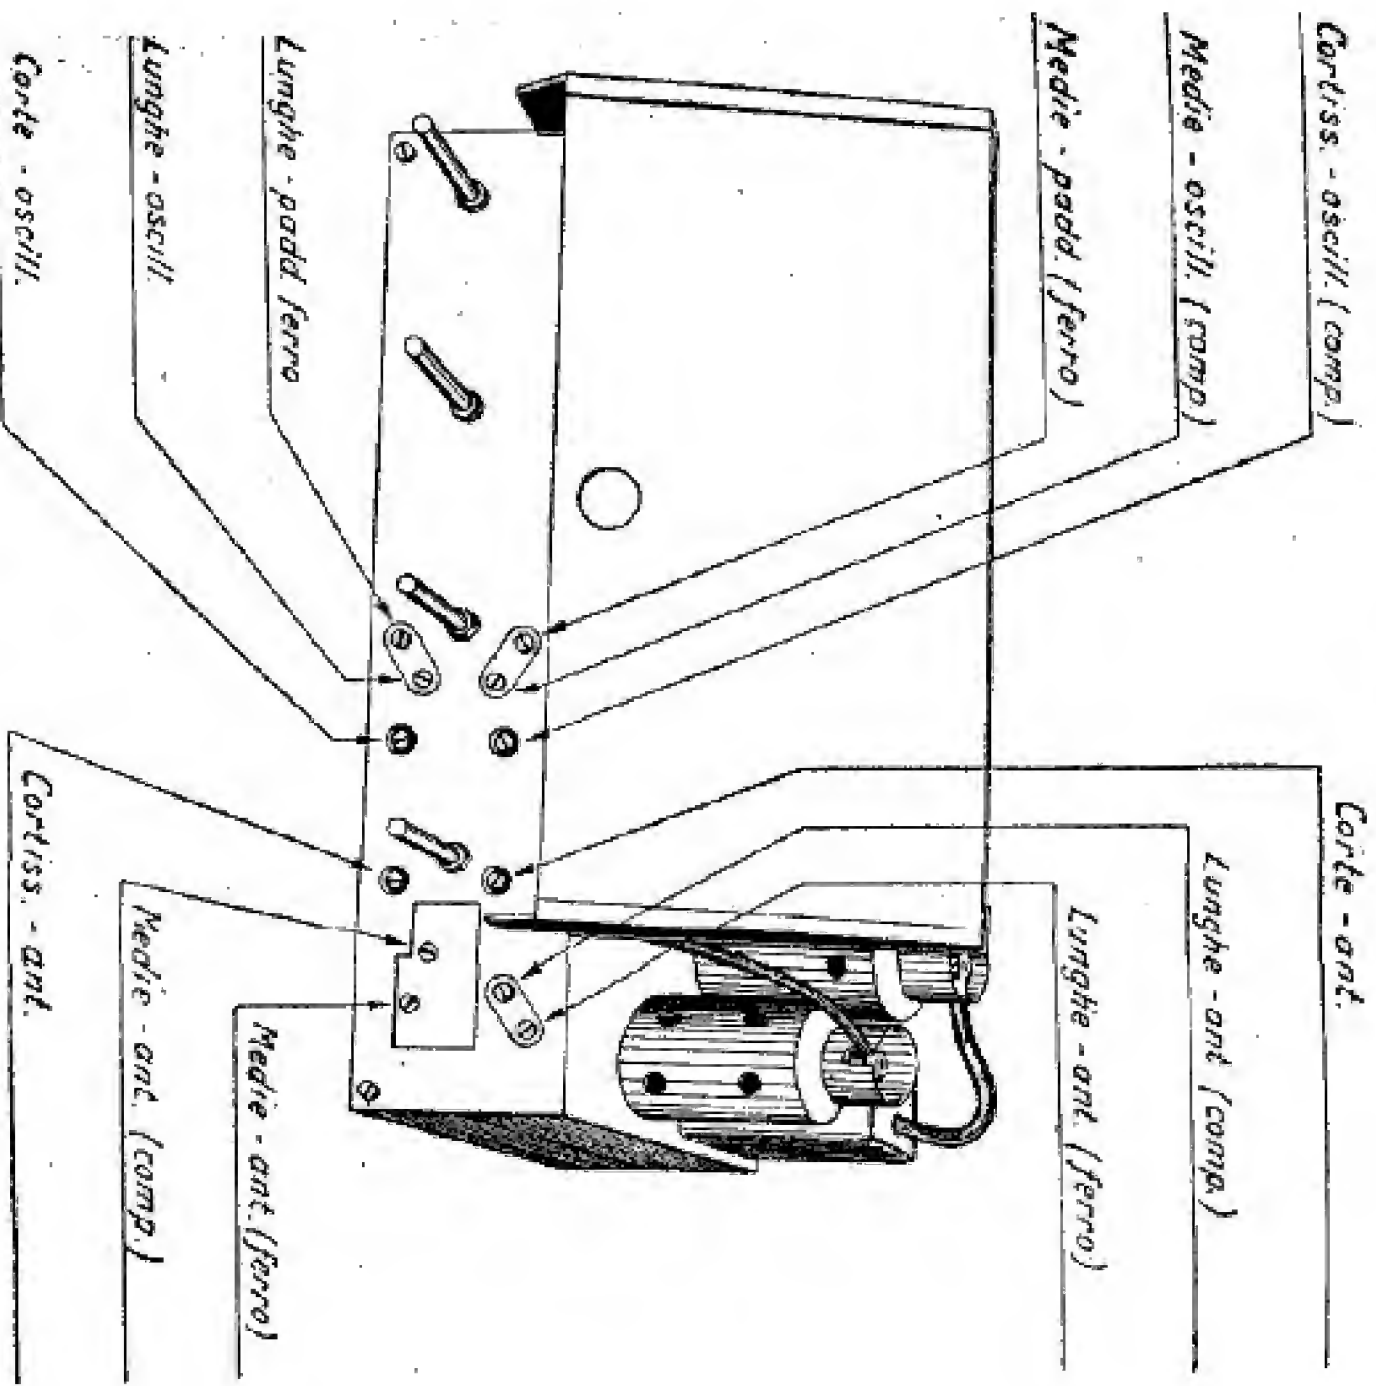 Cortiss. - oscill. (comp.)
Medie - oscill. (comp.)
Medie - padd. (ferro)
Lunghe - padd. ferro
Lunghe - oscill.
Corte - oscill.
Corte - ant.
Lunghe - ant (comp.)
Lunghe - ant. (ferro)
Medie - ant. (ferro)
Medie - ant. (comp.)
Cortiss. - ant.